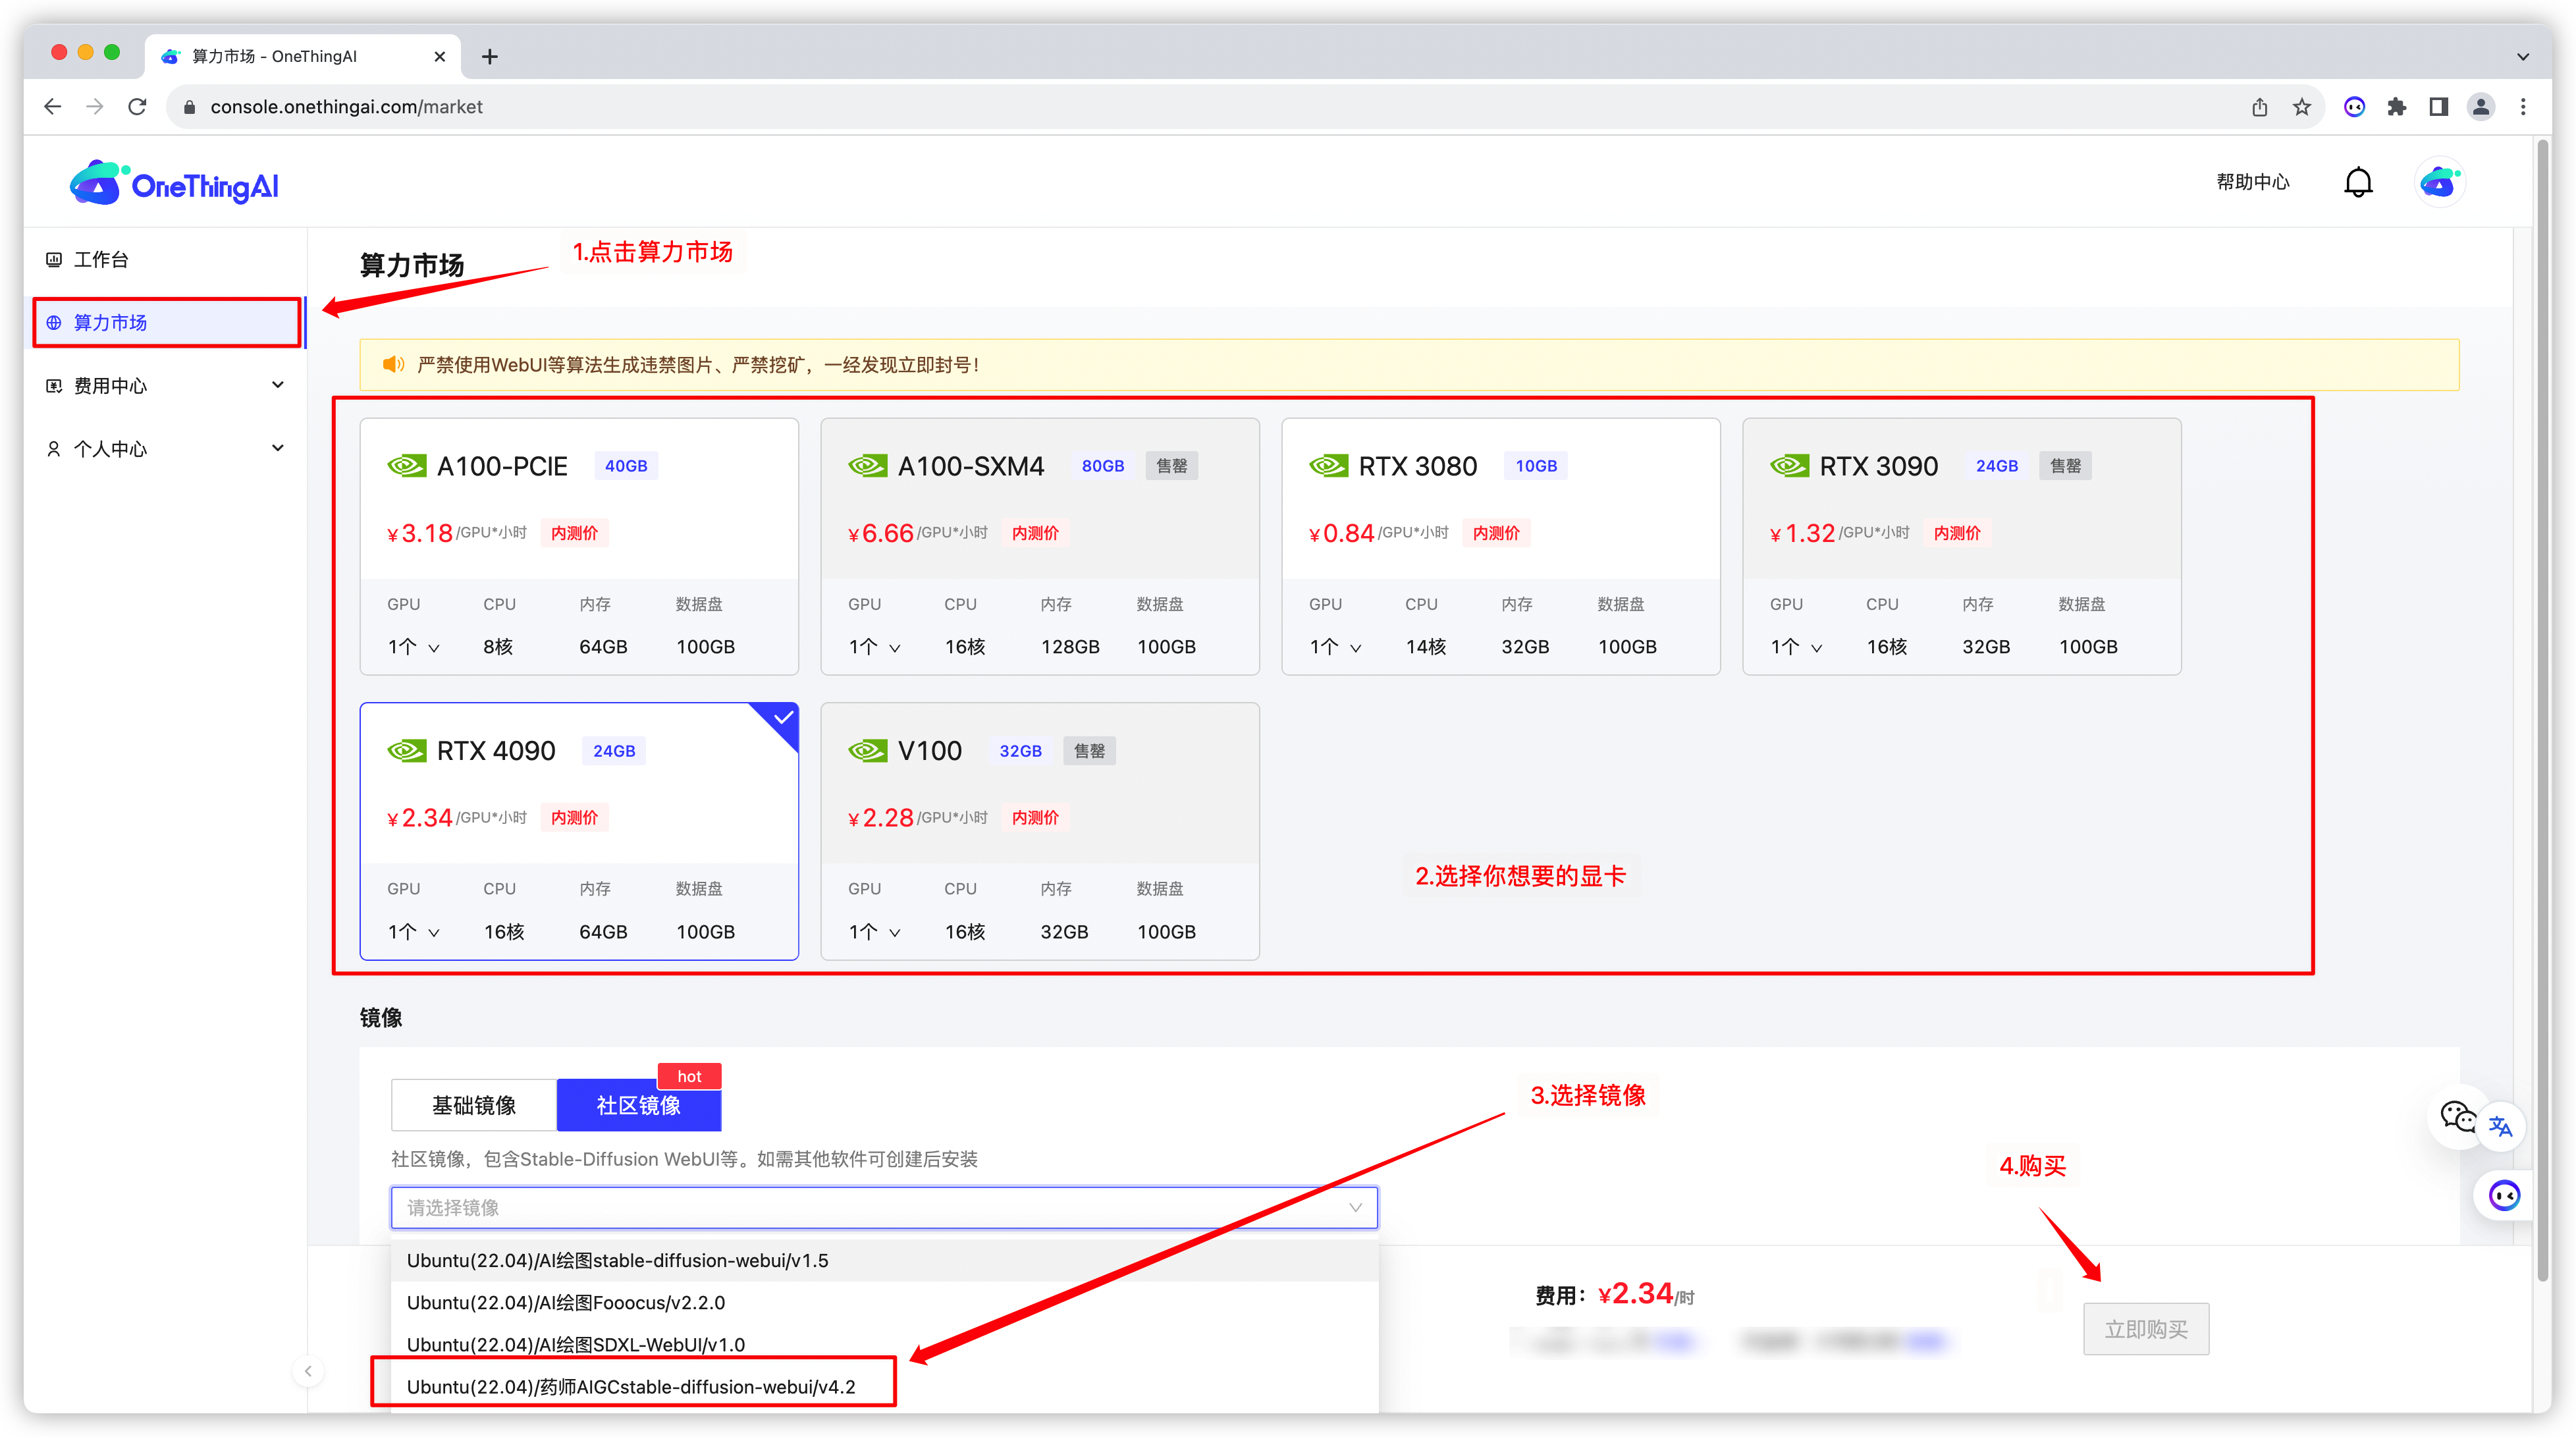 算力市场 - OneThingAI
console.onethingai.com/market
OneThingAI
帮助中心
工作台
算力市场
费用中心
个人中心
算力市场
1.点击算力市场
严禁使用WebUI等算法生成违禁图片、严禁挖矿，一经发现立即封号！
A100-PCIE 40GB
¥3.18/GPU*小时 内测价
GPU CPU 内存 数据盘
1个 8核 64GB 100GB
A100-SXM4 80GB 售罄
¥6.66/GPU*小时 内测价
GPU CPU 内存 数据盘
1个 16核 128GB 100GB
RTX 3080 10GB
¥0.84/GPU*小时 内测价
GPU CPU 内存 数据盘
1个 14核 32GB 100GB
RTX 3090 24GB 售罄
¥1.32/GPU*小时 内测价
GPU CPU 内存 数据盘
1个 16核 32GB 100GB
RTX 4090 24GB
¥2.34/GPU*小时 内测价
GPU CPU 内存 数据盘
1个 16核 64GB 100GB
V100 32GB 售罄
¥2.28/GPU*小时 内测价
GPU CPU 内存 数据盘
1个 16核 32GB 100GB
2.选择你想要的显卡
镜像
hot
基础镜像 社区镜像
3.选择镜像
社区镜像，包含Stable-Diffusion WebUI等。如需其他软件可创建后安装
请选择镜像
Ubuntu(22.04)/AI绘图stable-diffusion-webui/v1.5
Ubuntu(22.04)/AI绘图Fooocus/v2.2.0
Ubuntu(22.04)/AI绘图SDXL-WebUI/v1.0
Ubuntu(22.04)/药师AIGCstable-diffusion-webui/v4.2
4.购买
费用：¥2.34/时
立即购买